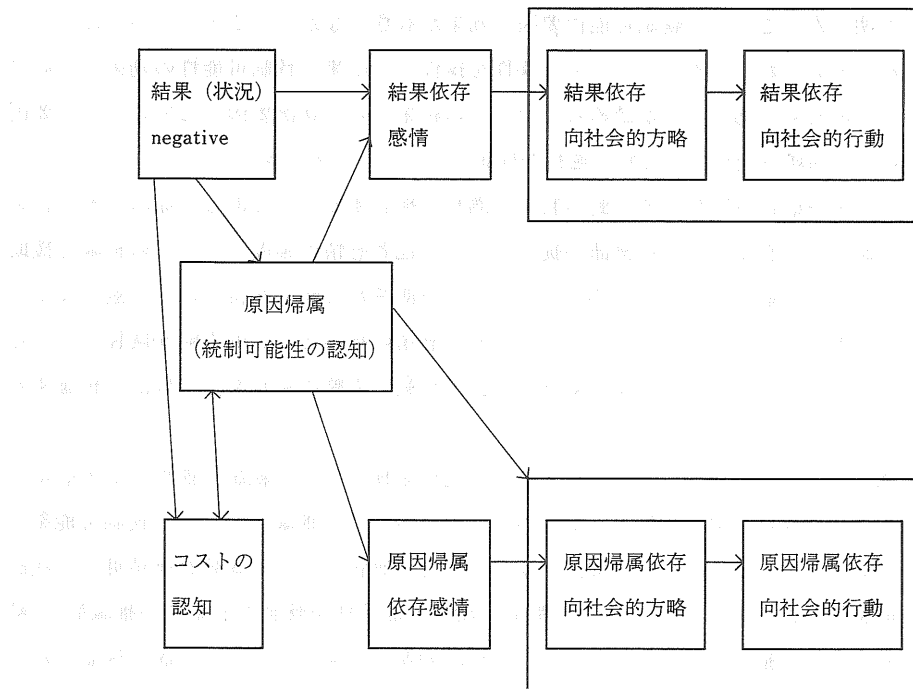 結果（状況）
negative
結果依存
感情
結果依存
向社会的方略
結果依存
向社会的行動
原因帰属
（統制可能性の認知）
コストの
認知
原因帰属
依存感情
原因帰属依存
向社会的方略
原因帰属依存
向社会的行動